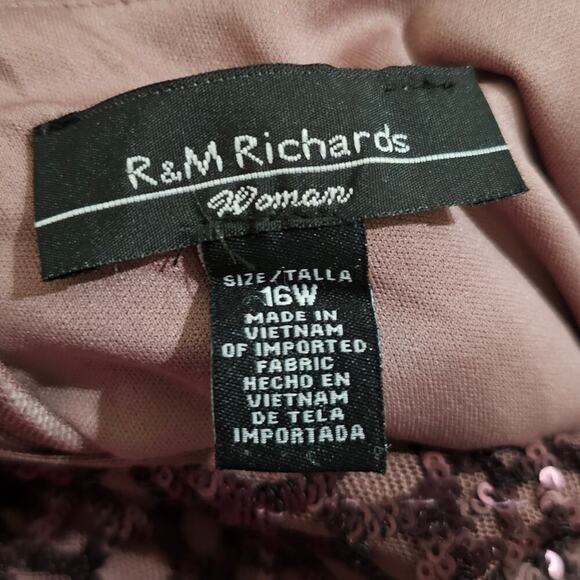 R&M Richards
Woman
SIZE/TALLA
16W
MADE IN
VIETNAM
OF IMPORTED
FABRIC
HECHO EN
VIETNAM
DE TELA
IMPORTADA